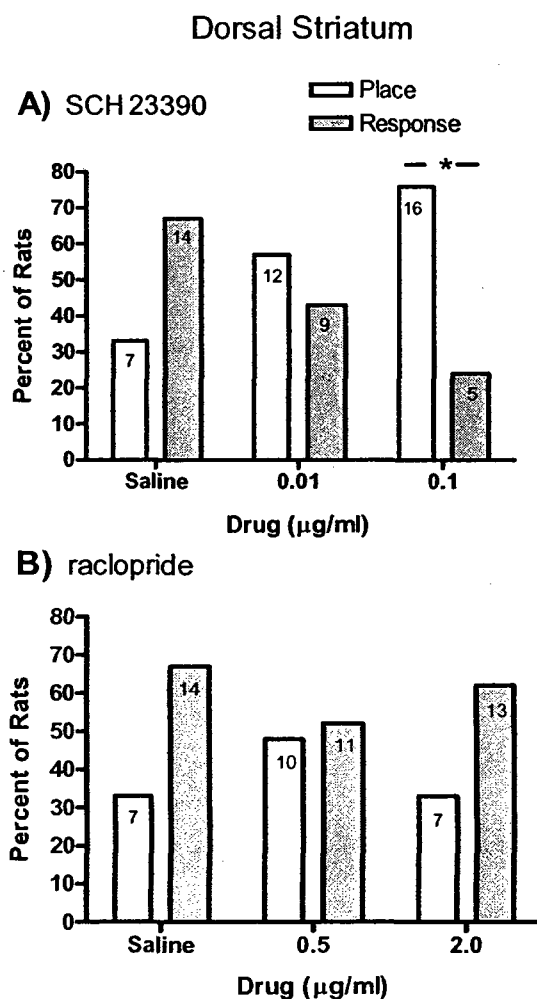 Dorsal Striatum
A) SCH 23390
Place
Response
*
80
70
60
50
40
30
20
10
0
Percent of Rats
7
14
12
9
16
5
Saline 0.01 0.1
Drug (μg/ml)
B) raclopride
80
70
60
50
40
30
20
10
0
Percent of Rats
7
14
10
11
7
13
Saline 0.5 2.0
Drug (μg/ml)